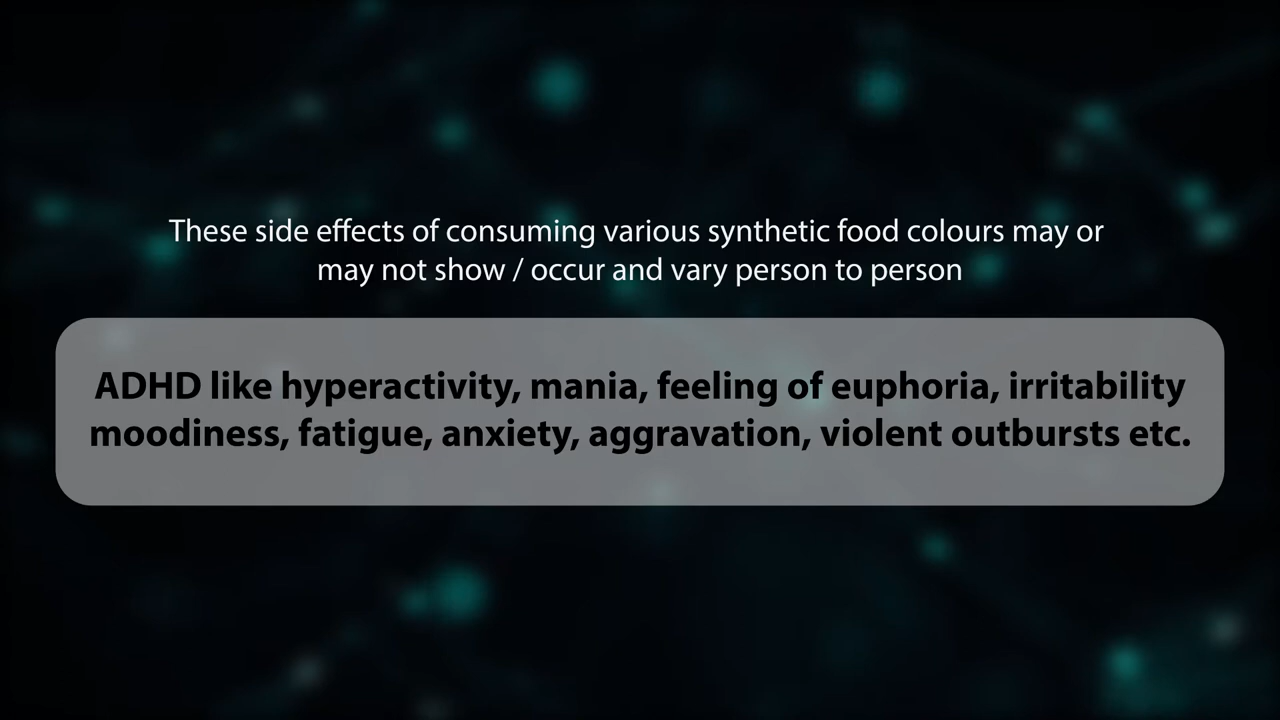 These side effects of consuming various synthetic food colours may or
may not show / occur and vary person to person
ADHD like hyperactivity, mania, feeling of euphoria, irritability
moodiness, fatigue, anxiety, aggravation, violent outbursts etc.